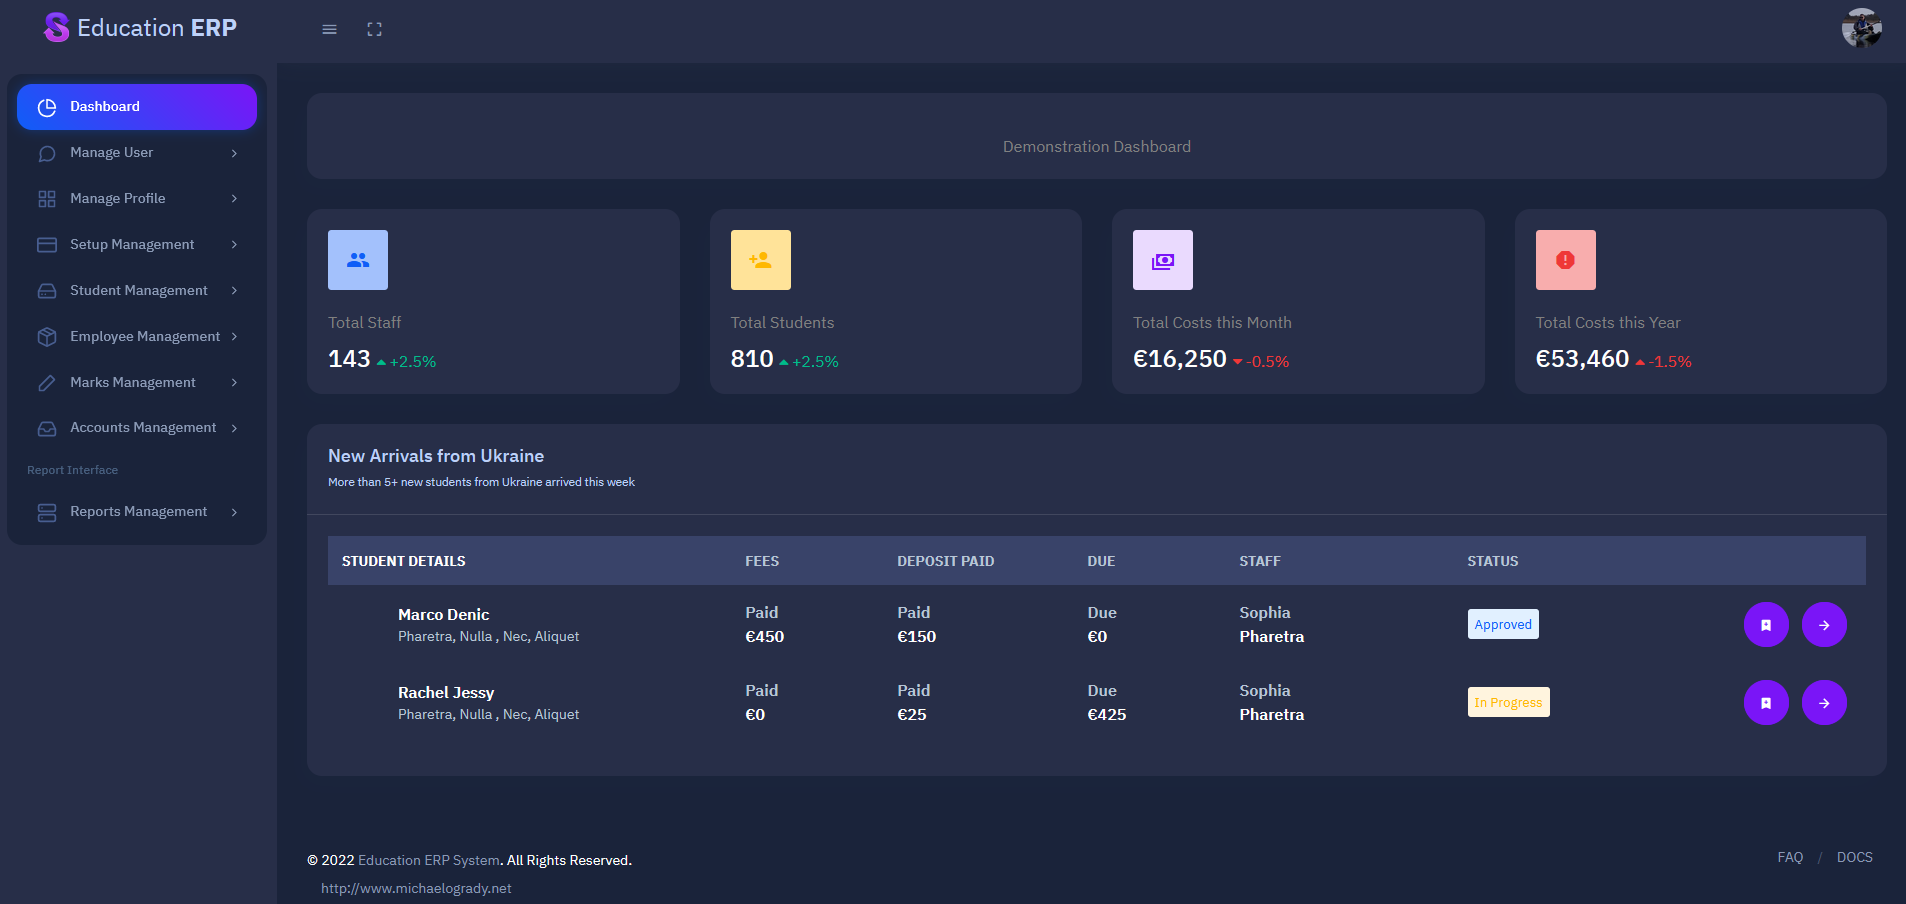 Education ERP
Dashboard
Manage User
Manage Profile
Setup Management
Student Management
Employee Management
Marks Management
Accounts Management
Report Interface
Reports Management
Demonstration Dashboard
Total Staff
143 +2.5%
Total Students
810 +2.5%
Total Costs this Month
€16,250 -0.5%
Total Costs this Year
€53,460 -1.5%
New Arrivals from Ukraine
More than 5+ new students from Ukraine arrived this week
STUDENT DETAILS FEES DEPOSIT PAID DUE STAFF STATUS
Marco Denic Paid Paid Due Sophia Approved
Pharetra, Nulla , Nec, Aliquet €450 €150 €0 Pharetra
Rachel Jessy Paid Paid Due Sophia In Progress
Pharetra, Nulla , Nec, Aliquet €0 €25 €425 Pharetra
© 2022 Education ERP System. All Rights Reserved.
http://www.michaelogrady.net
FAQ / DOCS